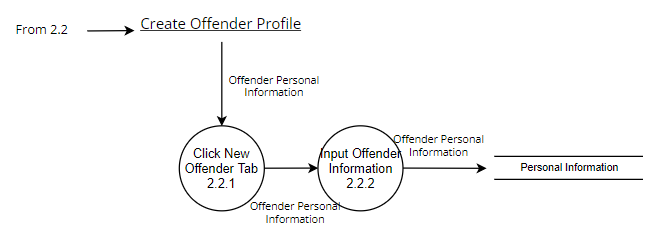 From 2.2
Create Offender Profile
Offender Personal
Information
Click New
Offender Tab
2.2.1
Offender Personal
Information
Input Offender
Information
2.2.2
Offender Personal
Information
Personal Information